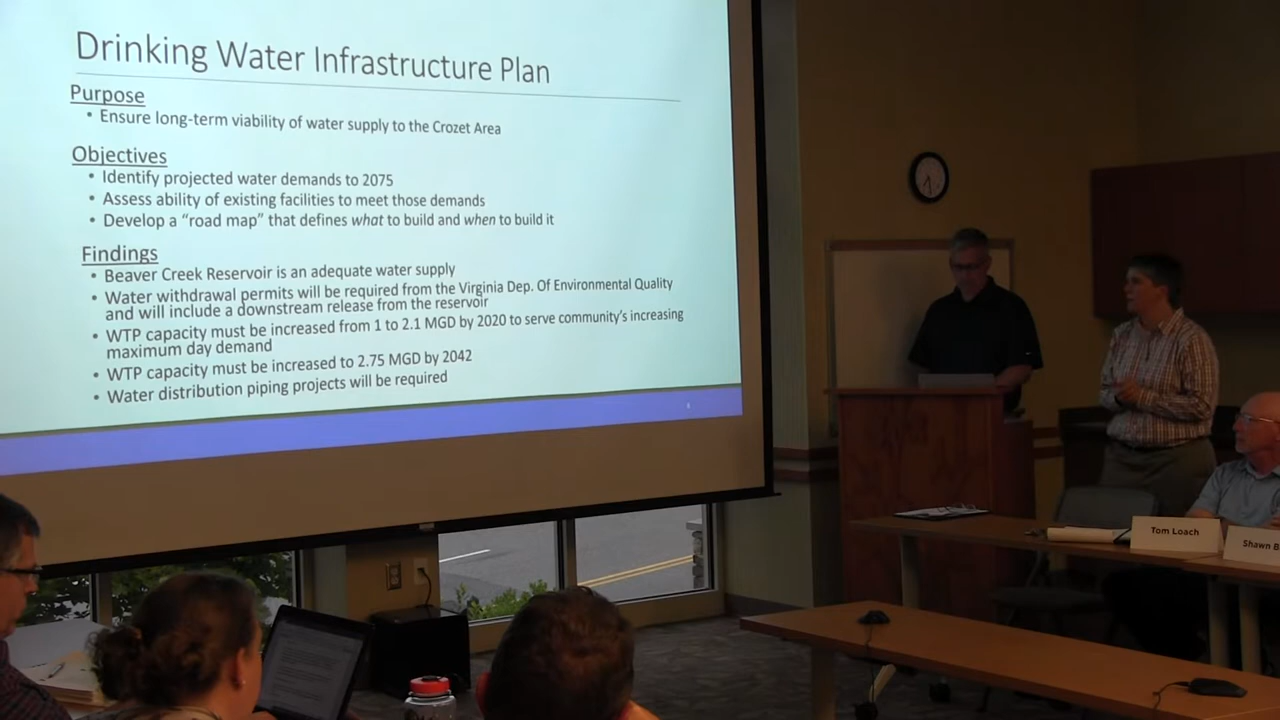 Drinking Water Infrastructure Plan
Purpose
• Ensure long-term viability of water supply to the Crozet Area
Objectives
• Identify projected water demands to 2075
• Assess ability of existing facilities to meet those demands
• Develop a “road map” that defines what to build and when to build it
Findings
• Beaver Creek Reservoir is an adequate water supply
• Water withdrawal permits will be required from the Virginia Dep. Of Environmental Quality
and will include a downstream release from the reservoir
• WTP capacity must be increased from 1 to 2.1 MGD by 2020 to serve community’s increasing
maximum day demand
• WTP capacity must be increased to 2.75 MGD by 2042
• Water distribution piping projects will be required
Tom Loach
Shawn B